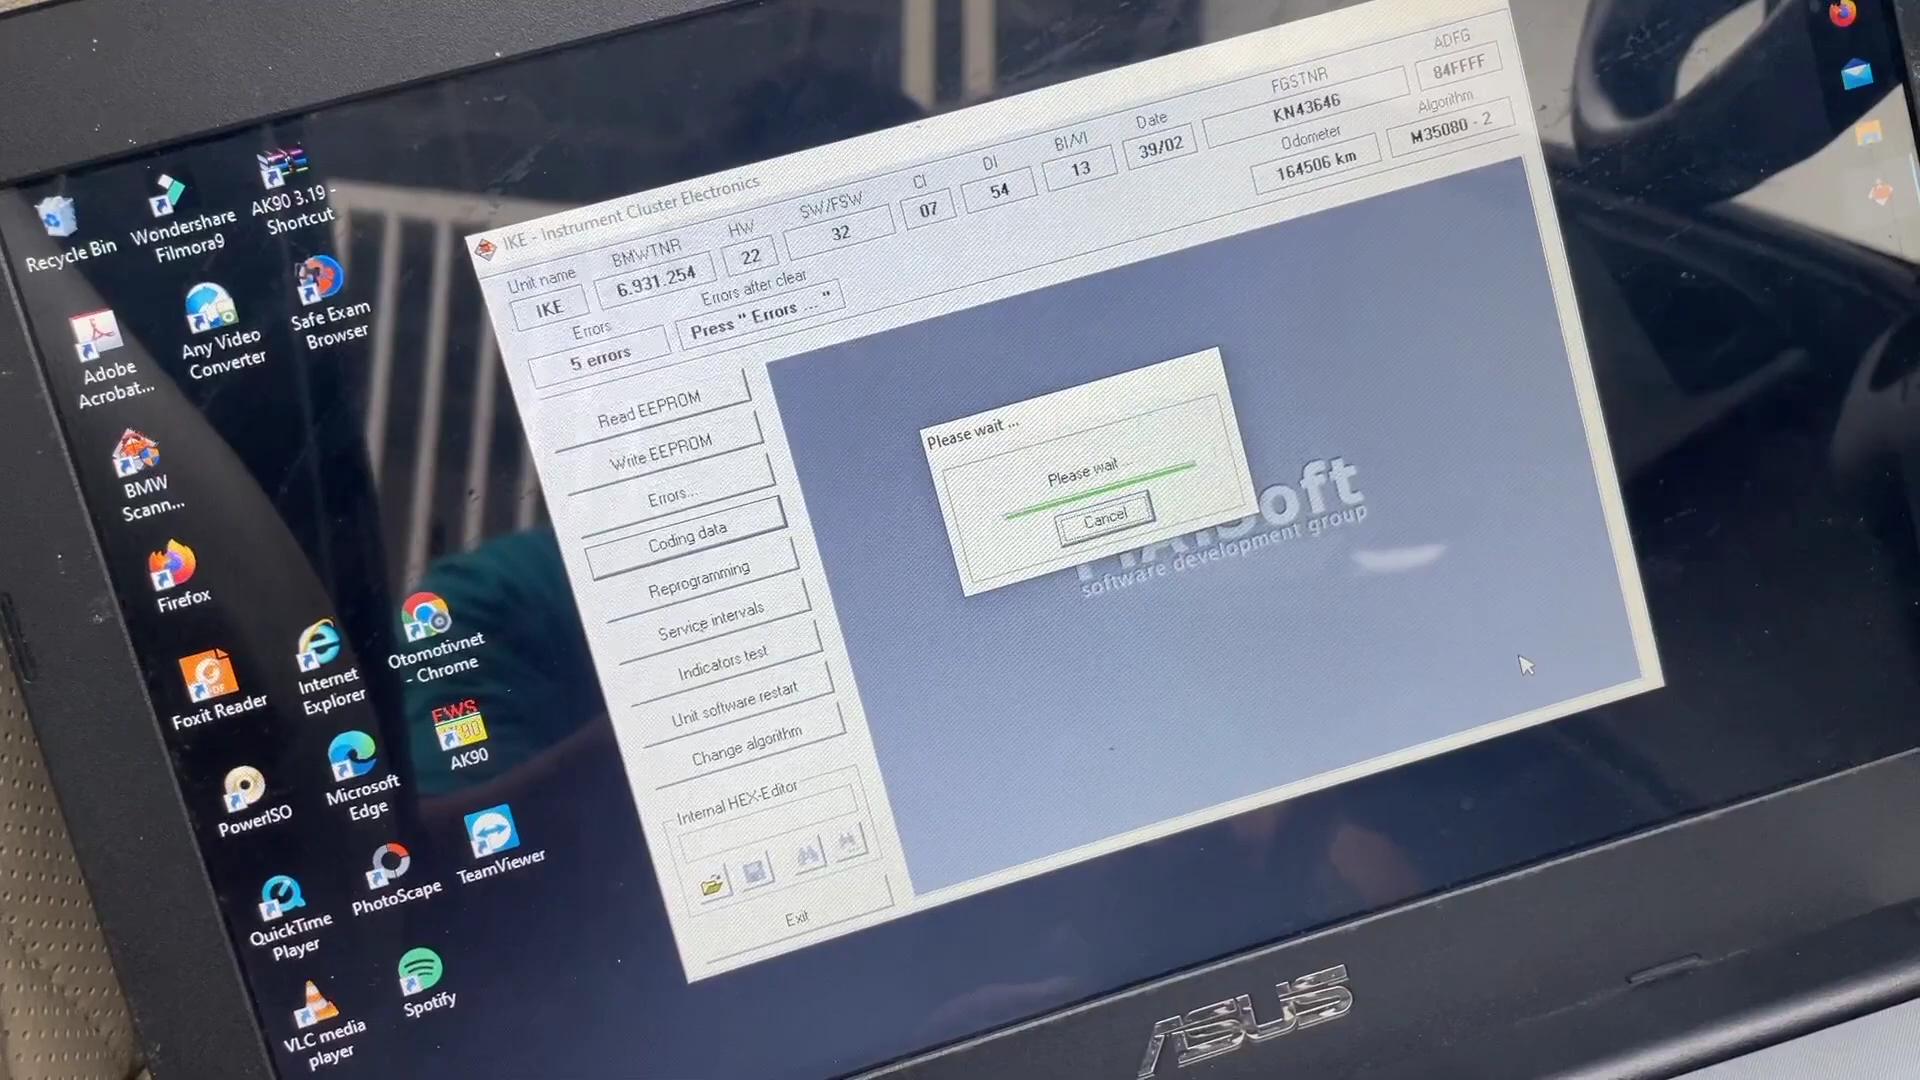 Recycle Bin
Wondershare
Filmora9
AK90 3.19 -
Shortcut
Adobe
Acrobat...
Any Video
Converter
Safe Exam
Browser
BMW
Scann...
Firefox
Foxit Reader
Internet
Explorer
Otomotivnet
- Chrome
PowerISO
Microsoft
Edge
EWS
AK90
QuickTime
Player
PhotoScape
TeamViewer
VLC media
player
Spotify
IKE - Instrument Cluster Electronics
Unit name
IKE
BMWTNR
6.931.254
HW
22
SW/FSW
32
CI
07
DI
54
BI/VI
13
Date
39/02
FGSTNR
KN43646
ADFG
84FFFF
Odometer
164506 km
Algorithm
M35080 - 2
Errors
5 errors
Errors after clear
Press " Errors ... "
Read EEPROM
Write EEPROM
Errors...
Coding data
Reprogramming
Service intervals
Indicators test
Unit software restart
Change algorithm
Internal HEX-Editor
Exit
Please wait ...
Please wait ...
Cancel
software development group
ASUS